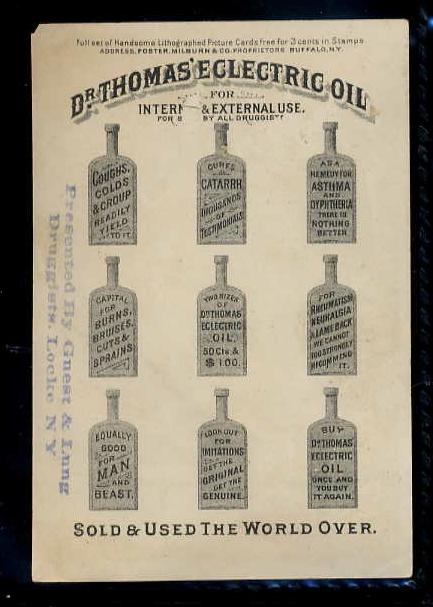 Full set of Handsome Lithographed Picture Cards free for 3 cents in Stamps.
ADDRESS, FOSTER, MILBURN & CO. PROPRIETORS BUFFALO, N.Y.
DR. THOMAS' ECLECTRIC OIL
FOR
INTERN & EXTERNAL USE.
FOR S BY ALL DRUGGIST
COUGHS,
COLDS
& CROUP
READILY
YIELD
TO IT.
CURES
CATARRH
THOUSANDS
OF
TESTIMONIALS
AS A
REMEDY FOR
ASTHMA
AND
DYPHTHERIA
THERE IS
NOTHING
BETTER
CAPITAL
FOR
BURNS,
BRUISES,
CUTS &
SPRAINS
TWO SIZES
OF
DR THOMAS'
ECLECTRIC
OIL.
50 Cts. &
$1.00.
FOR
RHEUMATISM
NEURALGIA
& LAME BACK
WE CANNOT
TOO STRONGLY
RECOMMEND
IT.
EQUALLY
GOOD
FOR
MAN
AND
BEAST.
LOOK OUT
FOR
IMITATIONS
GET THE
ORIGINAL
GET THE
GENUINE.
BUY
DR THOMAS'
ECLECTRIC
OIL
ONCE AND
YOU BUY
IT AGAIN.
SOLD & USED THE WORLD OVER.
Presented By Guest & Lung
Druggists, Locke N Y